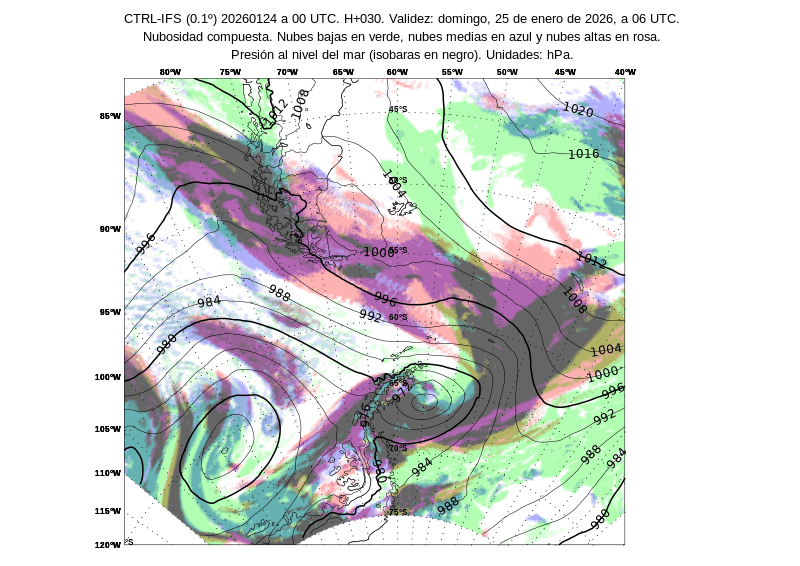 CTRL-IFS (0.1º) 20260124 a 00 UTC. H+030. Validez: domingo, 25 de enero de 2026, a 06 UTC.
Nubosidad compuesta. Nubes bajas en verde, nubes medias en azul y nubes altas en rosa.
Presión al nivel del mar (isobaras en negro). Unidades: hPa.
80°W 75°W 70°W 65°W 60°W 55°W 50°W 45°W 40°W
1012 1008 45°S 1020
85°W
1016
50°S
1004
90°W
996 1000 55°S 1012
984 988 996 1008
95°W
992 60°S
980 1004
100°W 65°S 1000
972 996
976 992
105°W
70°S 988 984
110°W 980 984
115°W 988 75°S 980
120°W °S